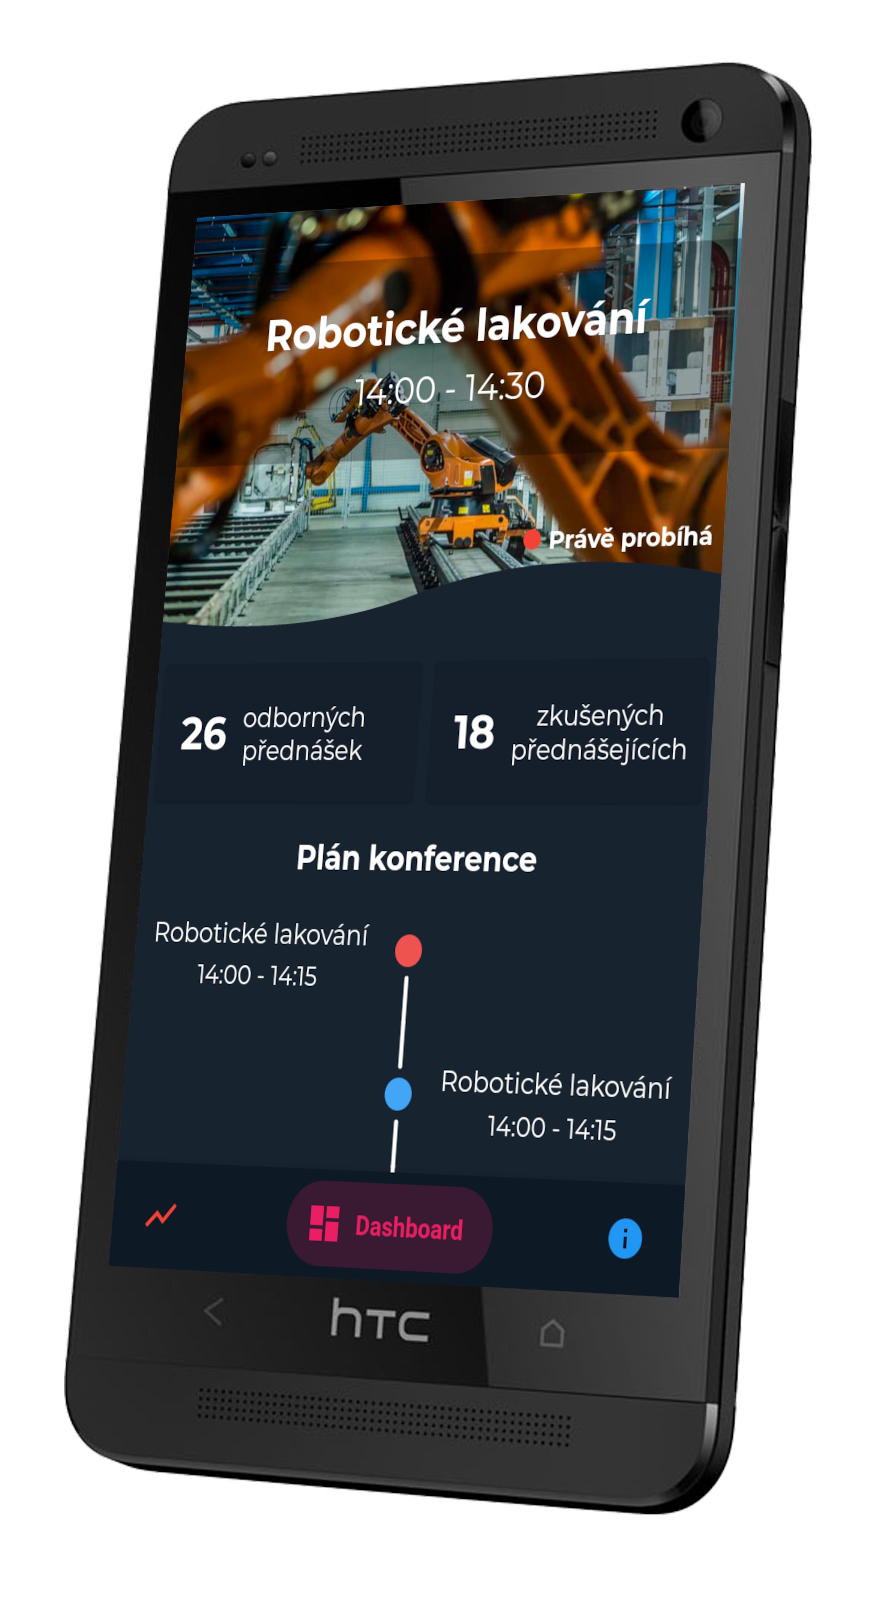 Robotické lakování
14:00 - 14:30
Právě probíhá
26 odborných
přednášek
18 zkušených
přednášejících
Plán konference
Robotické lakování
14:00 - 14:15
Robotické lakování
14:00 - 14:15
Dashboard
i
hTC